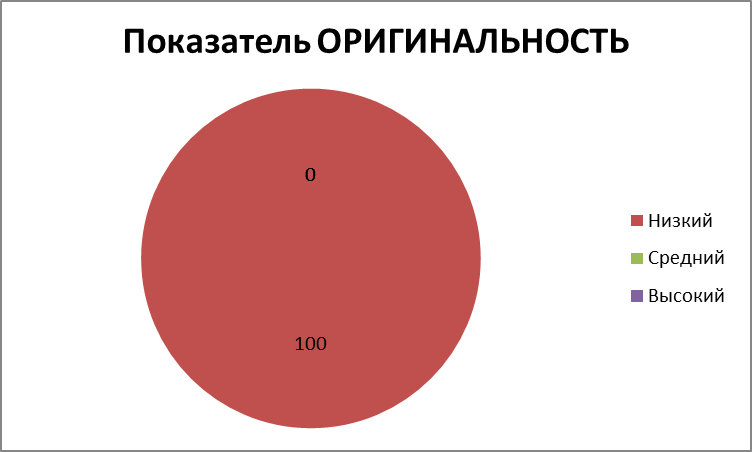 Показатель ОРИГИНАЛЬНОСТЬ
0
100
Низкий
Средний
Высокий